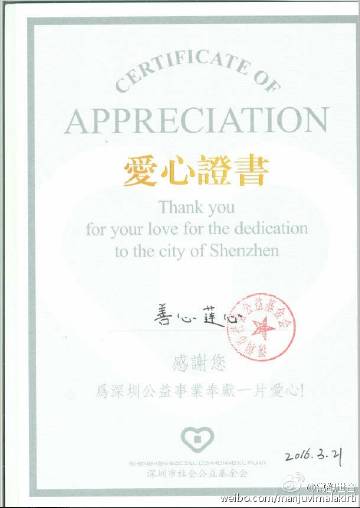 CERTIFICATE OF
APPRECIATION
愛心證書
Thank you
for your love for the dedication
to the city of Shenzhen
善心蓮心
感謝您
爲深圳公益事業奉獻一片愛心!
2016.3.21
深圳市社会公益基金会
weibo.com/manjuvimalakirti